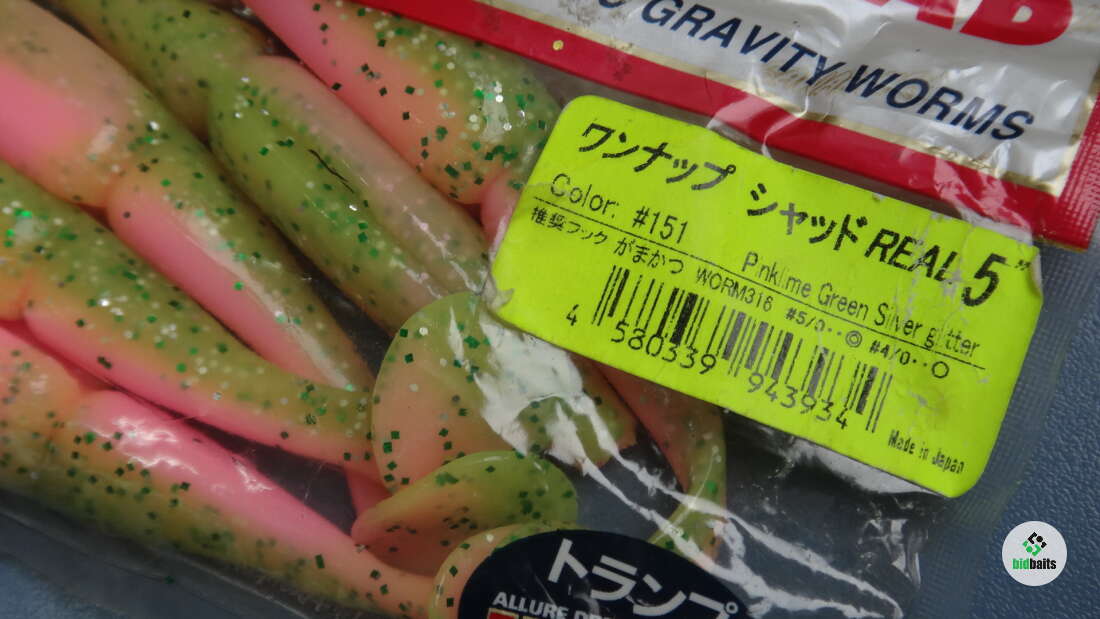 GRAVITY WORMS
ワンナップ シャッド REAL 5"
Color: #151 Pnklime Green Silver glitter
推奨フック がまかつ WORM316 #5/0‥◎ #4/0‥○
4 580339 943934
Made in Japan
トランプ
ALLURE
bidbaits